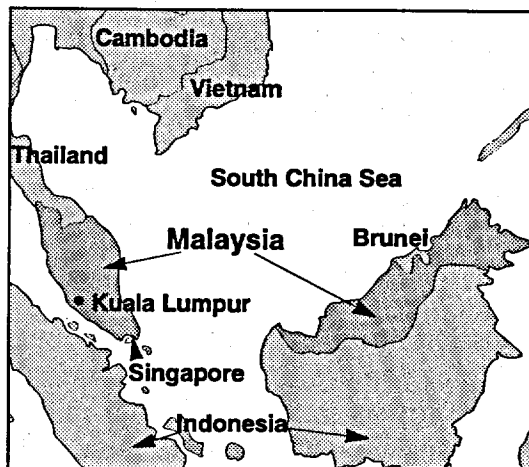 Cambodia
Vietnam
Thailand
South China Sea
Malaysia
Brunei
Kuala Lumpur
Singapore
Indonesia